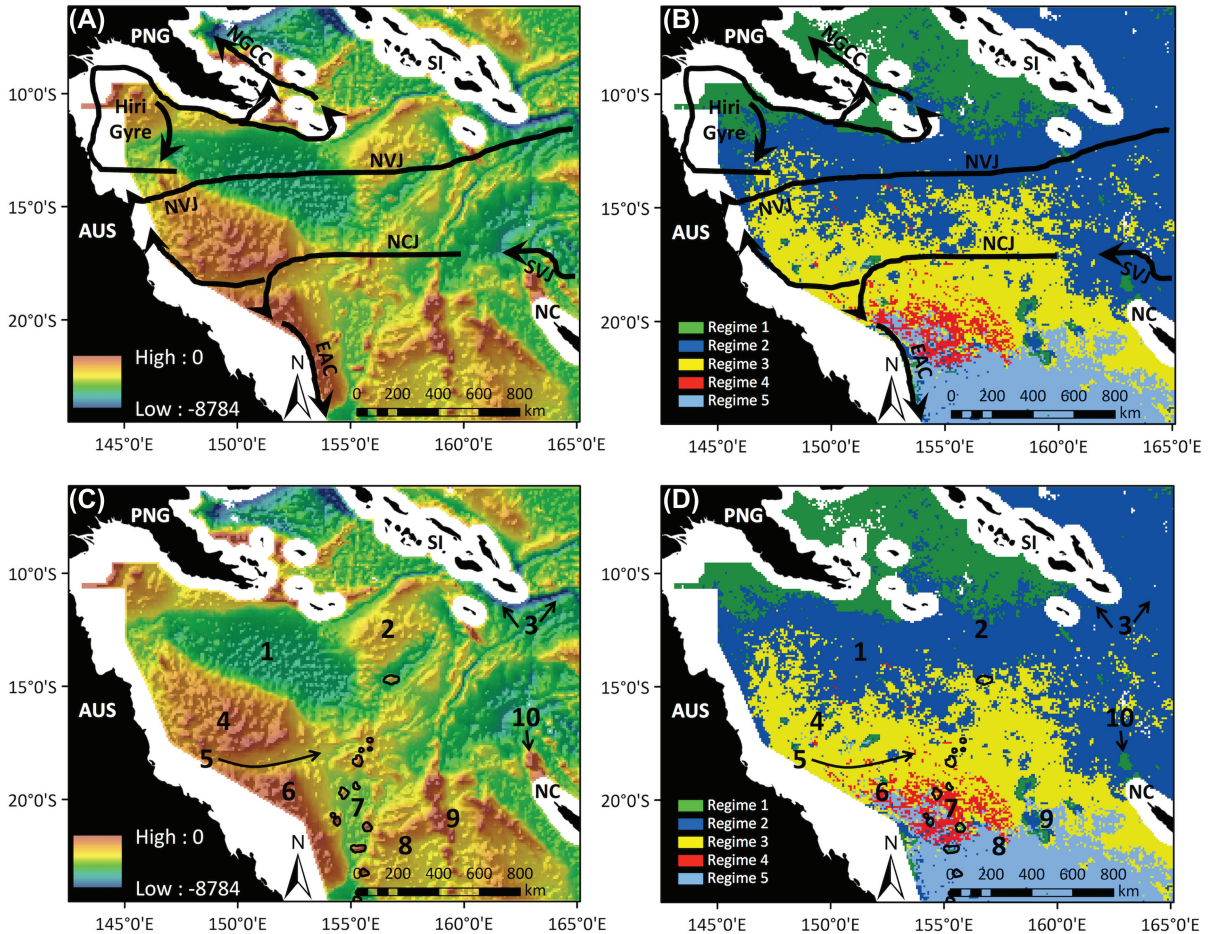 (A)
PNG
NGCC
SI
10°0'S
Hiri
Gyre
NVJ
NVJ
15°0'S
AUS
NCJ
SVJ
NC
20°0'S
EAC
High : 0
Low : -8784
N
0 200 400 600 800
km
145°0'E 150°0'E 155°0'E 160°0'E 165°0'E
(B)
PNG
NGCC
SI
10°0'S
Hiri
Gyre
NVJ
NVJ
15°0'S
AUS
NCJ
SVJ
NC
20°0'S
EAC
Regime 1
Regime 2
Regime 3
Regime 4
Regime 5
N
0 200 400 600 800
km
145°0'E 150°0'E 155°0'E 160°0'E 165°0'E
(C)
PNG
SI
10°0'S
1
2
3
15°0'S
AUS
4
5
10
NC
20°0'S
6
7
9
8
High : 0
Low : -8784
N
0 200 400 600 800
km
145°0'E 150°0'E 155°0'E 160°0'E 165°0'E
(D)
PNG
SI
10°0'S
1
2
3
15°0'S
AUS
4
5
10
NC
20°0'S
6
7
9
8
Regime 1
Regime 2
Regime 3
Regime 4
Regime 5
N
0 200 400 600 800
km
145°0'E 150°0'E 155°0'E 160°0'E 165°0'E